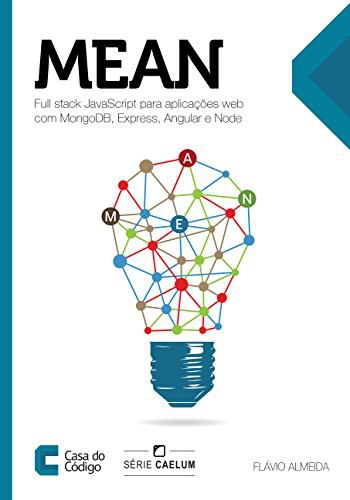 MEAN
Full stack JavaScript para aplicações web
com MongoDB, Express, Angular e Node
A
M
E
N
Casa do
Código
SÉRIE CAELUM
FLÁVIO ALMEIDA